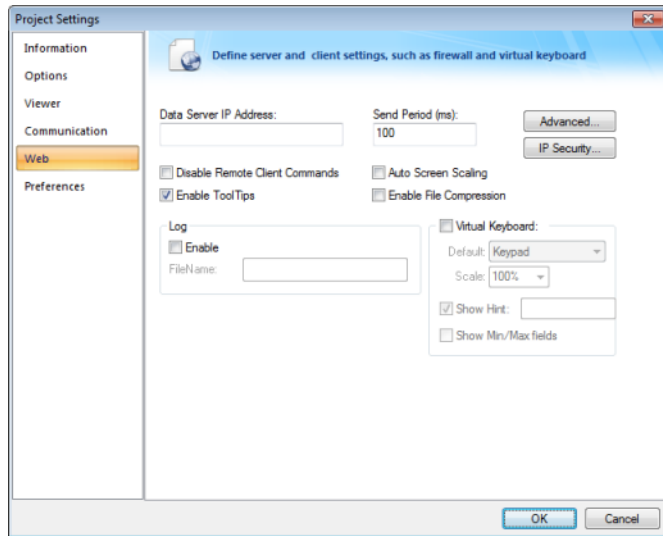 Project Settings
Information
Options
Viewer
Communication
Web
Preferences
Define server and client settings, such as firewall and virtual keyboard
Data Server IP Address:
Send Period (ms):
100
Advanced...
IP Security...
Disable Remote Client Commands
Auto Screen Scaling
Enable ToolTips
Enable File Compression
Log
Enable
FileName:
Virtual Keyboard:
Default: Keypad
Scale: 100%
Show Hint:
Show Min/Max fields
OK Cancel